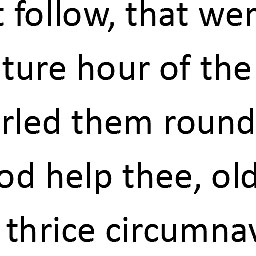 follow, that wer
ture hour of the
rled them round
od help thee, old
thrice circumnav